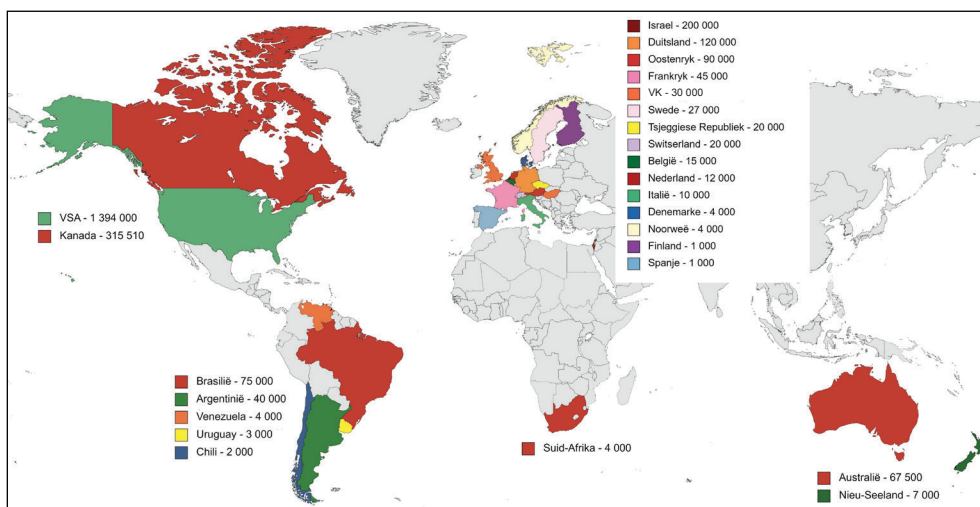 Israel - 200 000
Duitsland - 120 000
Oostenryk - 90 000
Frankryk - 45 000
VK - 30 000
Swede - 27 000
Tsjeggiese Republiek - 20 000
Switserland - 20 000
België - 15 000
Nederland - 12 000
Italië - 10 000
Denemarke - 4 000
Noorweë - 4 000
Finland - 1 000
Spanje - 1 000
VSA - 1 394 000
Kanada - 315 510
Brasilië - 75 000
Argentinië - 40 000
Venezuela - 4 000
Uruguay - 3 000
Chili - 2 000
Suid-Afrika - 4 000
Australië - 67 500
Nieu-Seeland - 7 000